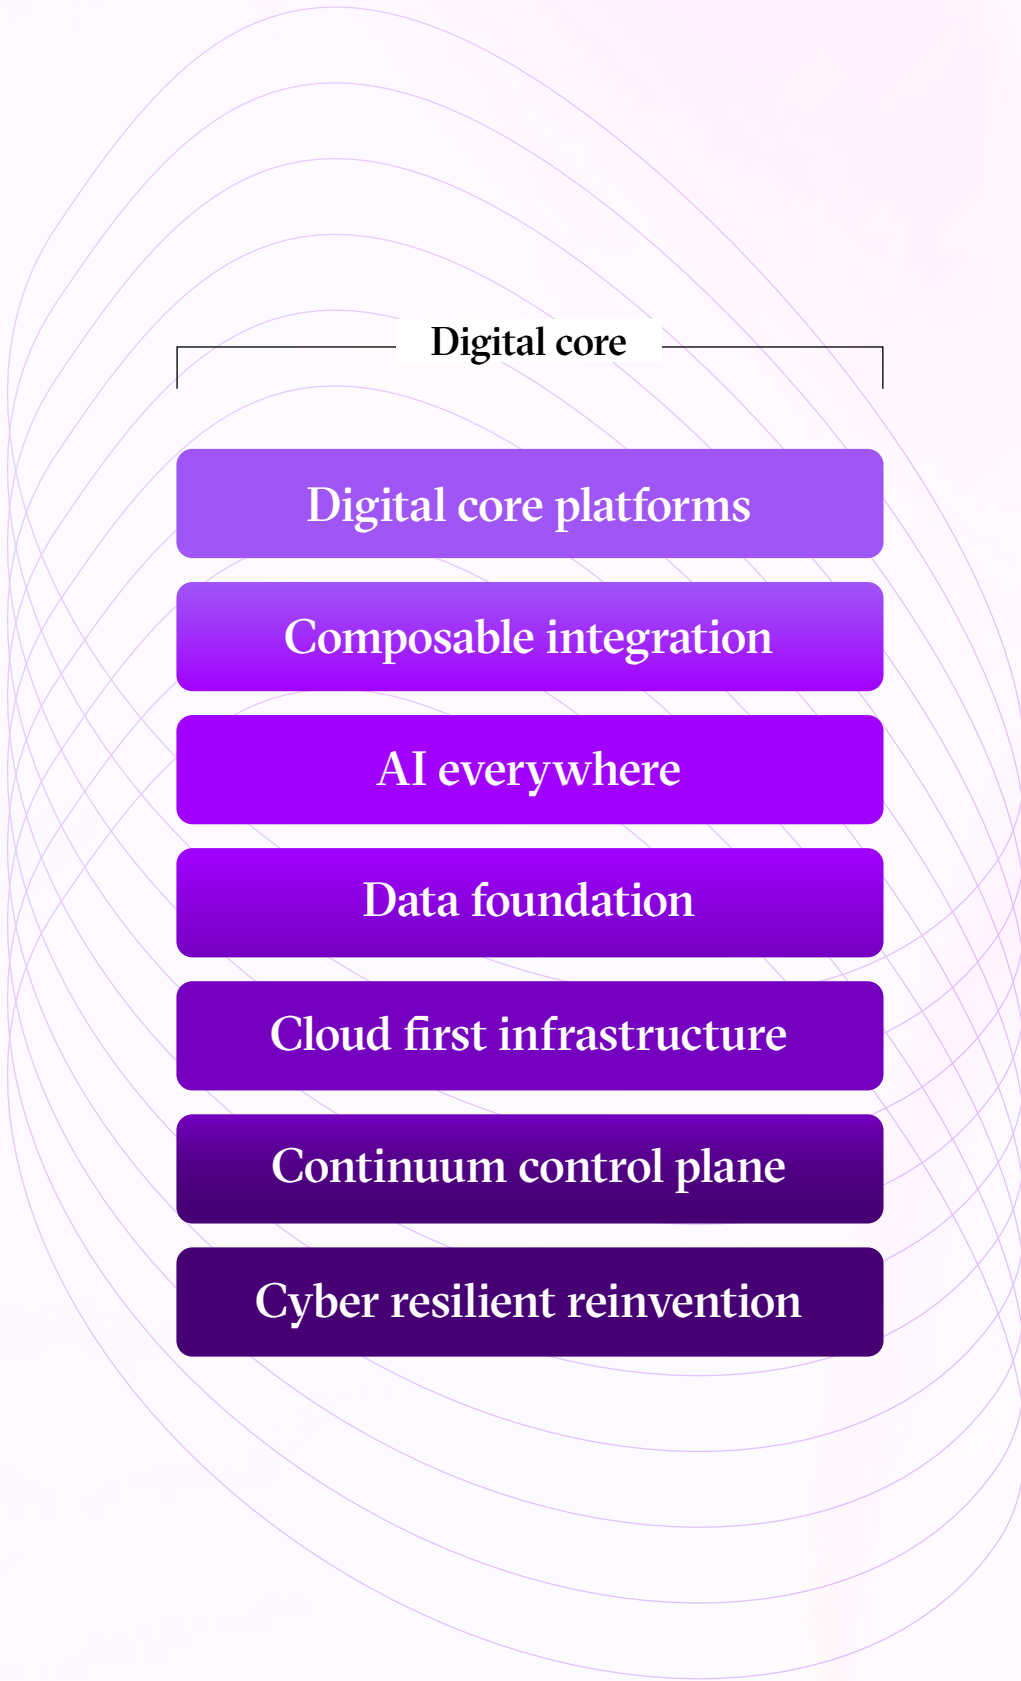 Digital core
Digital core platforms
Composable integration
AI everywhere
Data foundation
Cloud first infrastructure
Continuum control plane
Cyber resilient reinvention